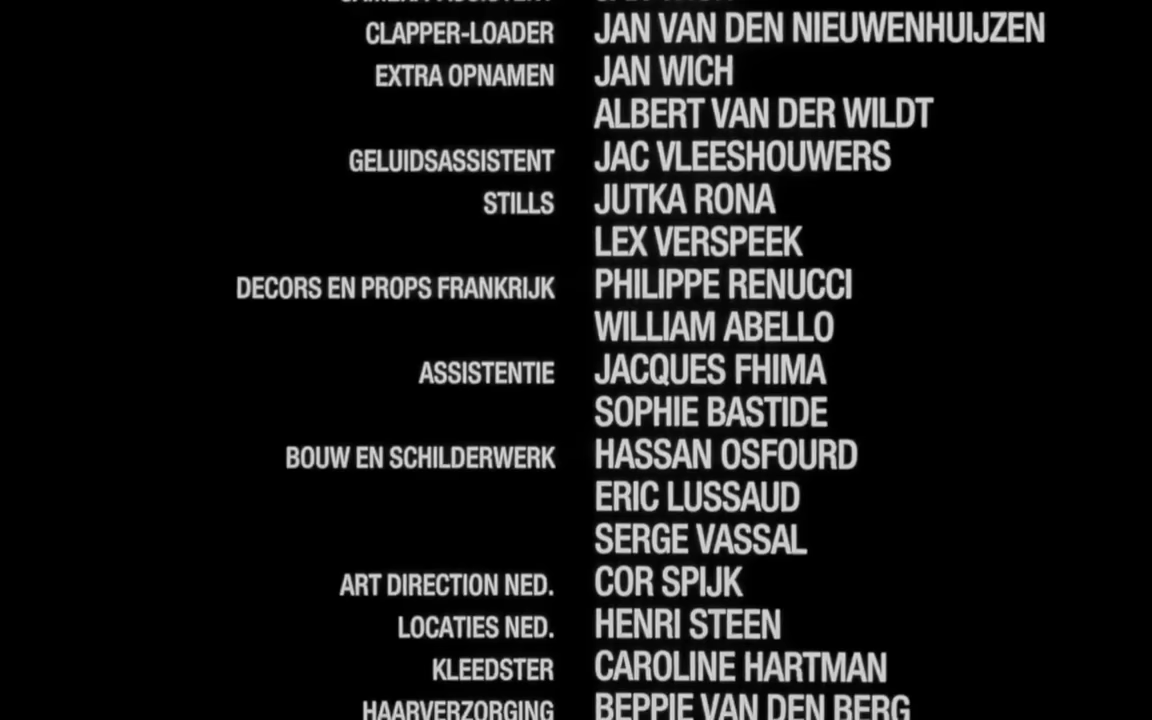 CLAPPER-LOADER JAN VAN DEN NIEUWENHUIJZEN
EXTRA OPNAMEN JAN WICH
ALBERT VAN DER WILDT
GELUIDSASSISTENT JAC VLEESHOUWERS
STILLS JUTKA RONA
LEX VERSPEEK
DECORS EN PROPS FRANKRIJK PHILIPPE RENUCCI
WILLIAM ABELLO
ASSISTENTIE JACQUES FHIMA
SOPHIE BASTIDE
BOUW EN SCHILDERWERK HASSAN OSFOURD
ERIC LUSSAUD
SERGE VASSAL
ART DIRECTION NED. COR SPIJK
LOCATIES NED. HENRI STEEN
KLEEDSTER CAROLINE HARTMAN
HAARVERZORGING BEPPIE VAN DEN BERG